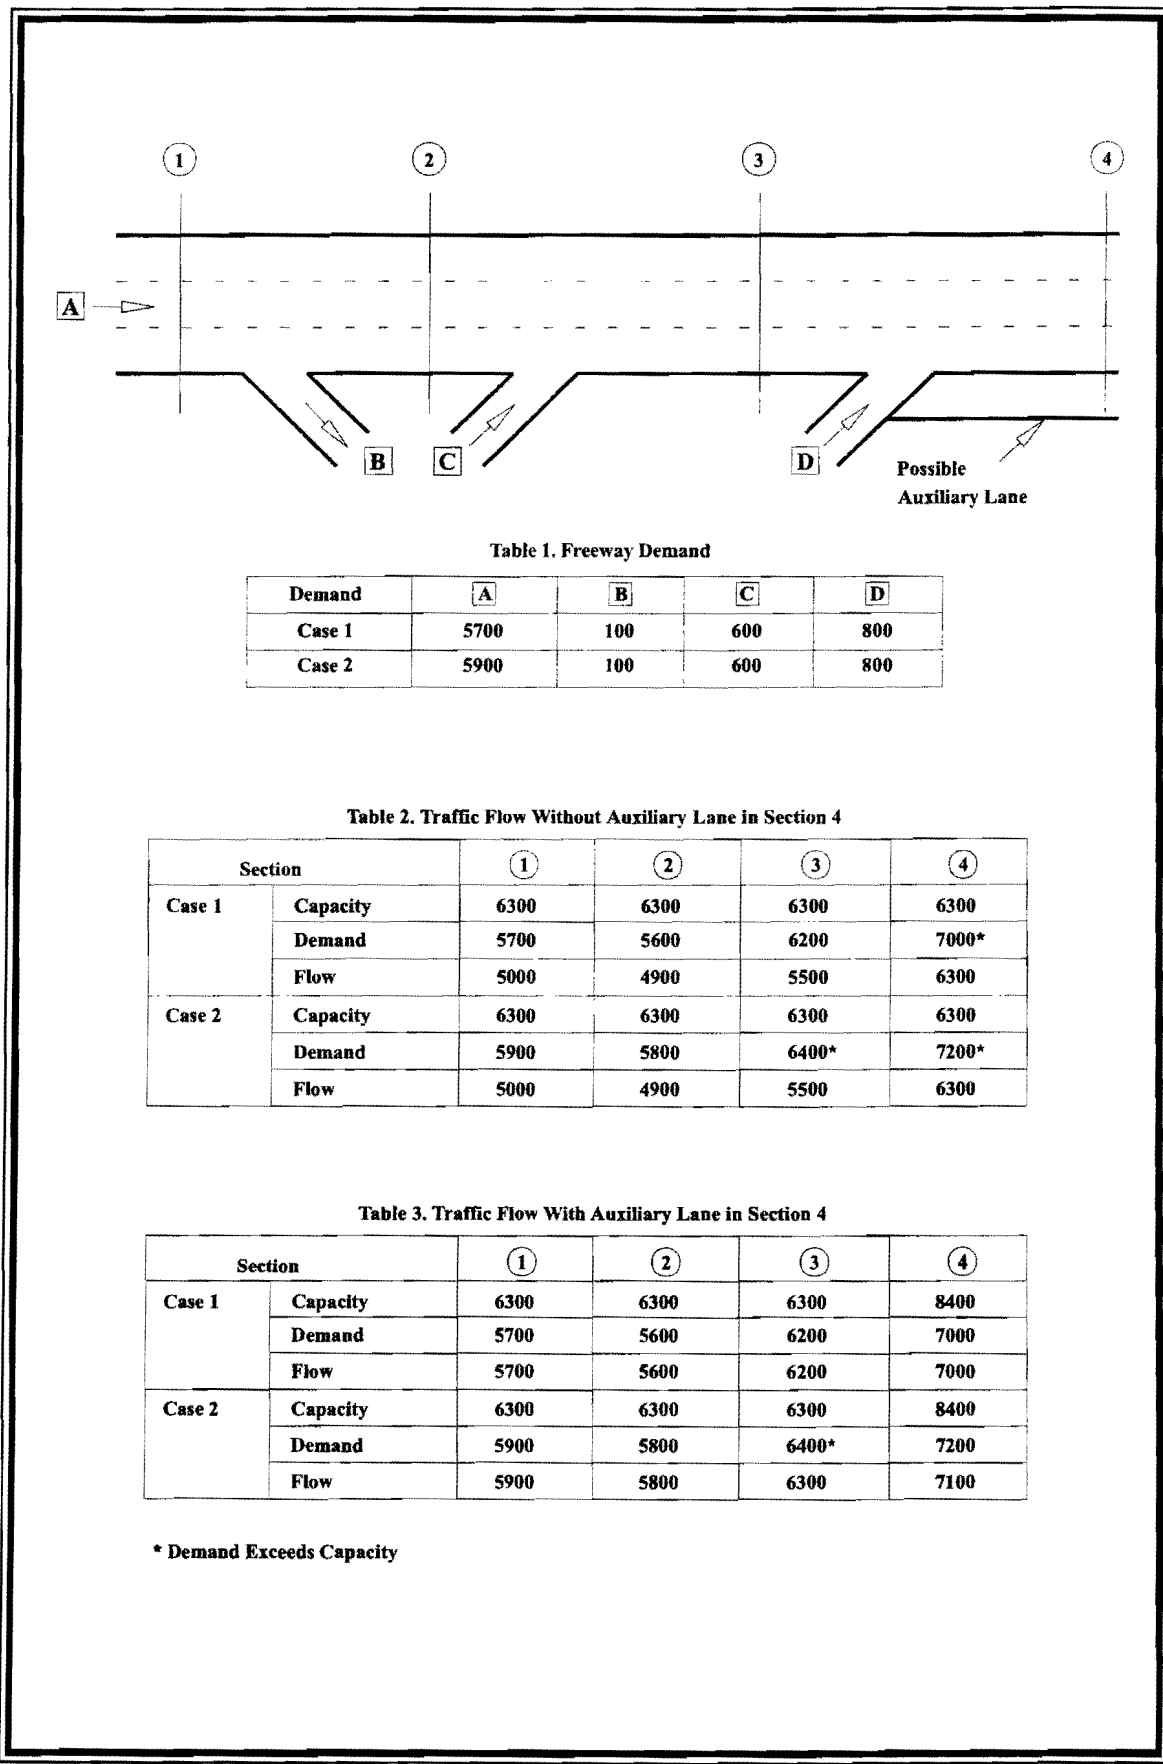 1 2 3 4
A
B C D
Possible
Auxiliary Lane
Table 1. Freeway Demand
Demand A B C D
Case 1 5700 100 600 800
Case 2 5900 100 600 800
Table 2. Traffic Flow Without Auxiliary Lane in Section 4
Section 1 2 3 4
Case 1 Capacity 6300 6300 6300 6300
Demand 5700 5600 6200 7000*
Flow 5000 4900 5500 6300
Case 2 Capacity 6300 6300 6300 6300
Demand 5900 5800 6400* 7200*
Flow 5000 4900 5500 6300
Table 3. Traffic Flow With Auxiliary Lane in Section 4
Section 1 2 3 4
Case 1 Capacity 6300 6300 6300 8400
Demand 5700 5600 6200 7000
Flow 5700 5600 6200 7000
Case 2 Capacity 6300 6300 6300 8400
Demand 5900 5800 6400* 7200
Flow 5900 5800 6300 7100
* Demand Exceeds Capacity